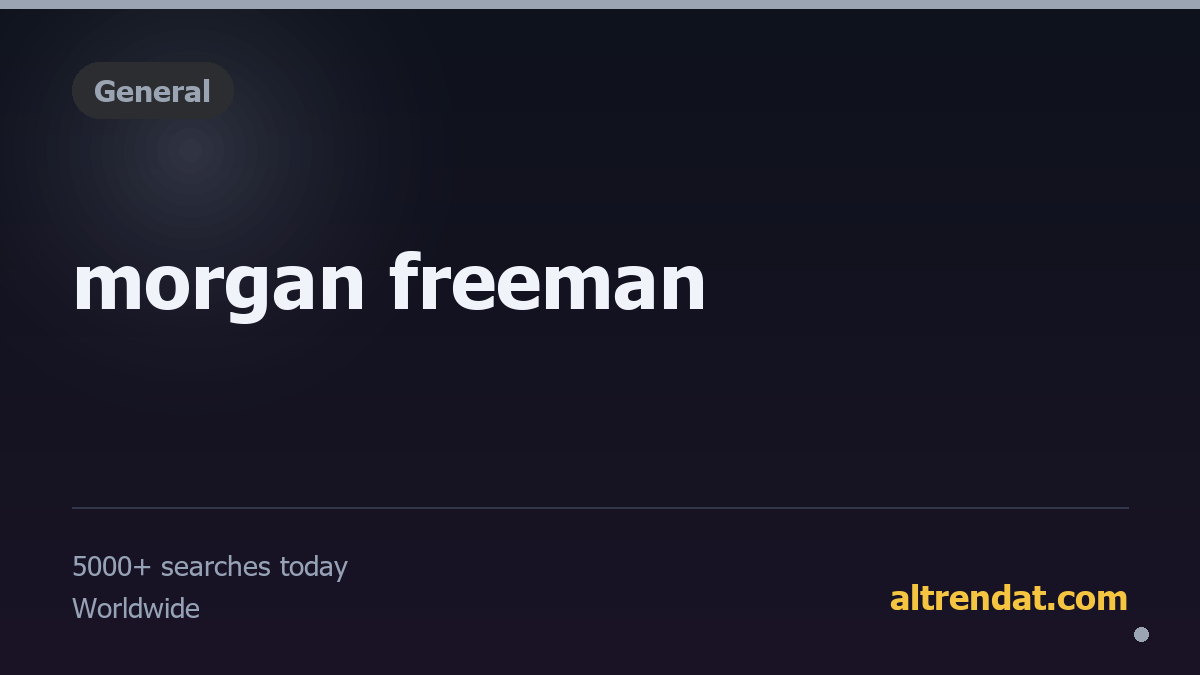 General
morgan freeman
5000+ searches today
Worldwide
altrendat.com